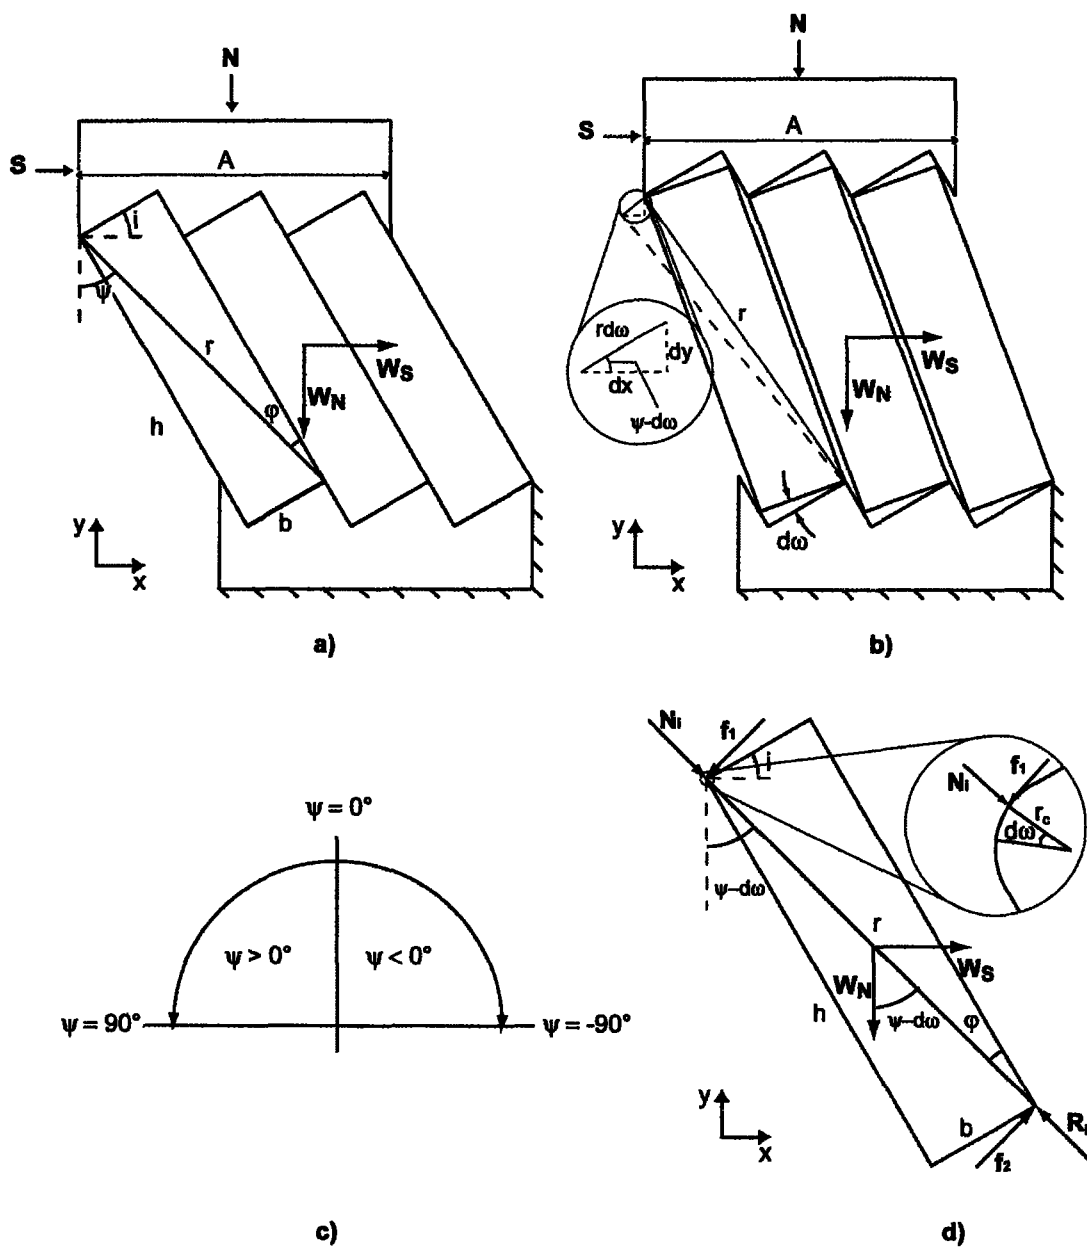 N
S
A
i
ψ
r
φ
W_N
W_S
h
b
y
x
a)
N
S
A
r
rdω
dy
dx
ψ-dω
W_S
W_N
dω
y
x
b)
ψ = 0°
ψ > 0°
ψ < 0°
ψ = 90°
ψ = -90°
c)
N_i
f_1
i
N_i
f_1
r_c
dω
ψ-dω
r
W_N
W_S
h
ψ-dω
φ
y
x
b
f_2
d)